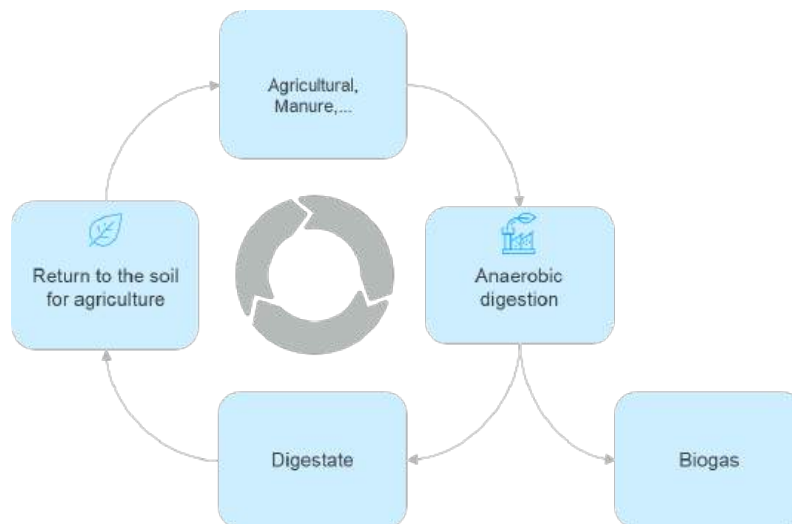 Agricultural,
Manure,...
Return to the soil
for agriculture
Anaerobic
digestion
Digestate
Biogas